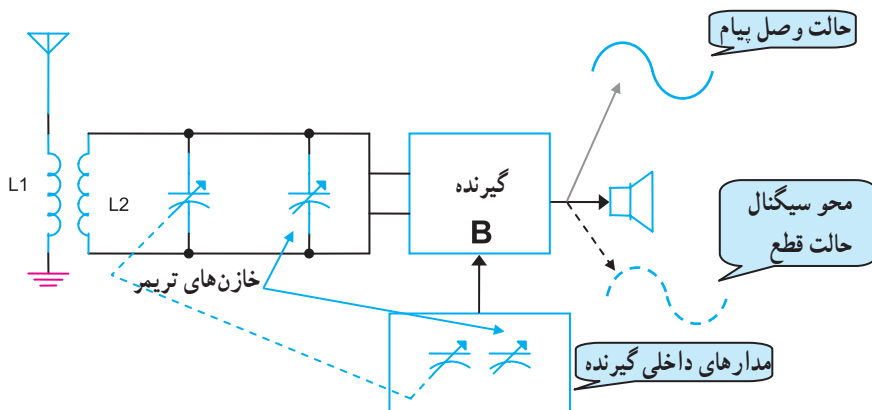 حالت وصل پیام
L1
L2
گیرنده
B
محو سیگنال
حالت قطع
خازن‌های تریمر
مدارهای داخلی گیرنده